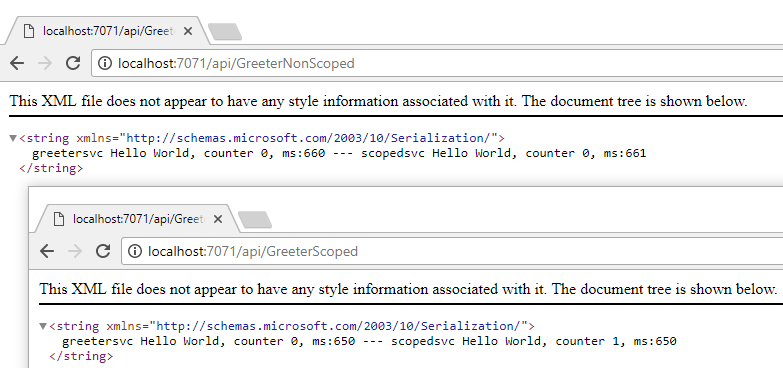 localhost:7071/api/Greet
localhost:7071/api/GreeterNonScoped
This XML file does not appear to have any style information associated with it. The document tree is shown below.
<string xmlns="http://schemas.microsoft.com/2003/10/Serialization/">
greetersvc Hello World, counter 0, ms:660 --- scopedsvc Hello World, counter 0, ms:661
</string>
localhost:7071/api/Greet
localhost:7071/api/GreeterScoped
This XML file does not appear to have any style information associated with it. The document tree is shown below.
<string xmlns="http://schemas.microsoft.com/2003/10/Serialization/">
greetersvc Hello World, counter 0, ms:650 --- scopedsvc Hello World, counter 1, ms:650
</string>